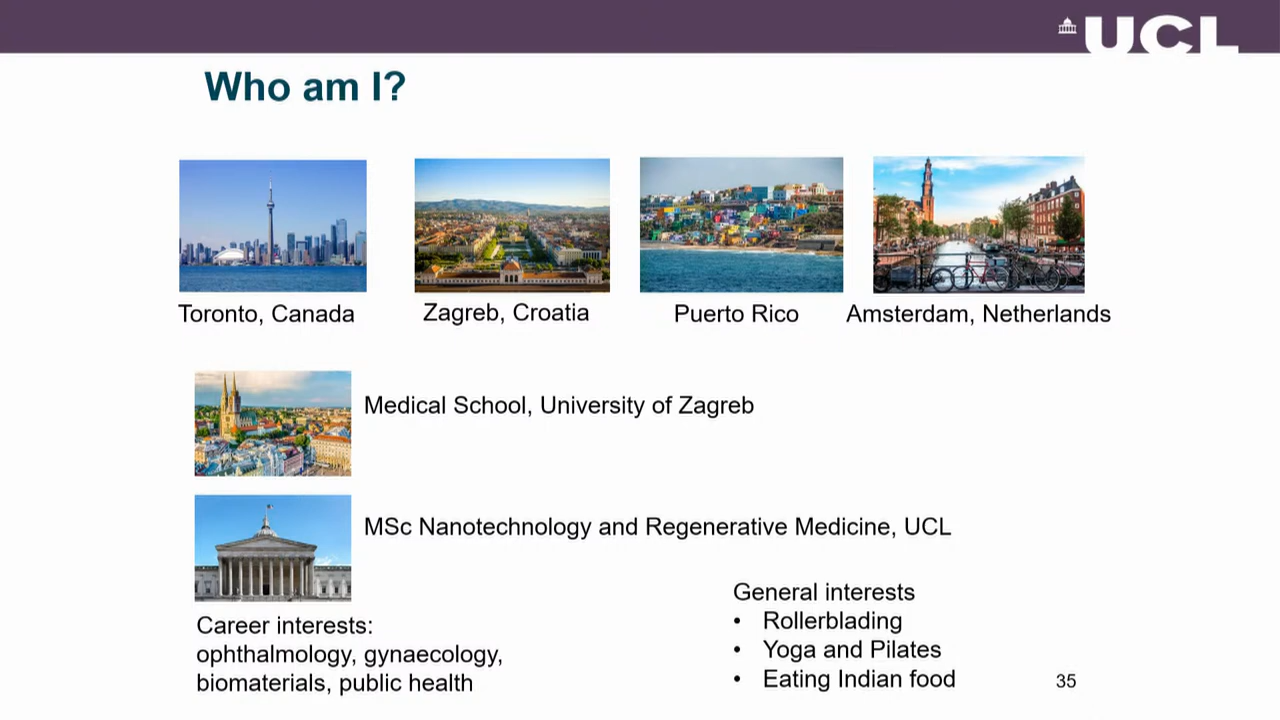 UCL
Who am I?
Toronto, Canada
Zagreb, Croatia
Puerto Rico
Amsterdam, Netherlands
Medical School, University of Zagreb
MSc Nanotechnology and Regenerative Medicine, UCL
Career interests:
ophthalmology, gynaecology,
biomaterials, public health
General interests
• Rollerblading
• Yoga and Pilates
• Eating Indian food
35